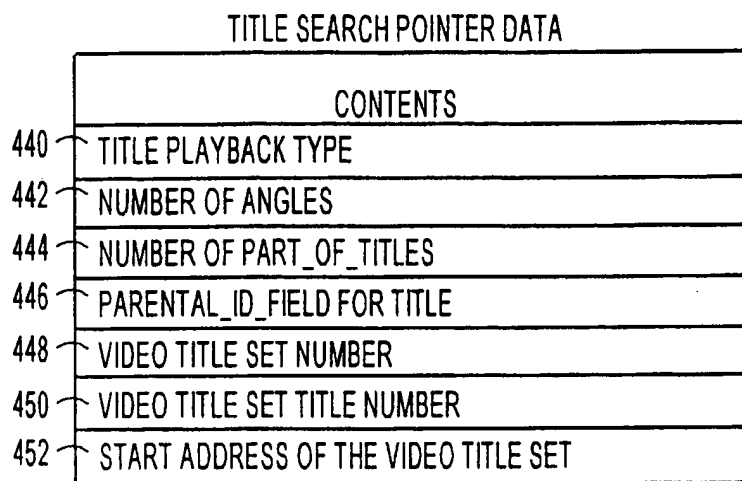 TITLE SEARCH POINTER DATA
CONTENTS
440 TITLE PLAYBACK TYPE
442 NUMBER OF ANGLES
444 NUMBER OF PART_OF_TITLES
446 PARENTAL_ID_FIELD FOR TITLE
448 VIDEO TITLE SET NUMBER
450 VIDEO TITLE SET TITLE NUMBER
452 START ADDRESS OF THE VIDEO TITLE SET